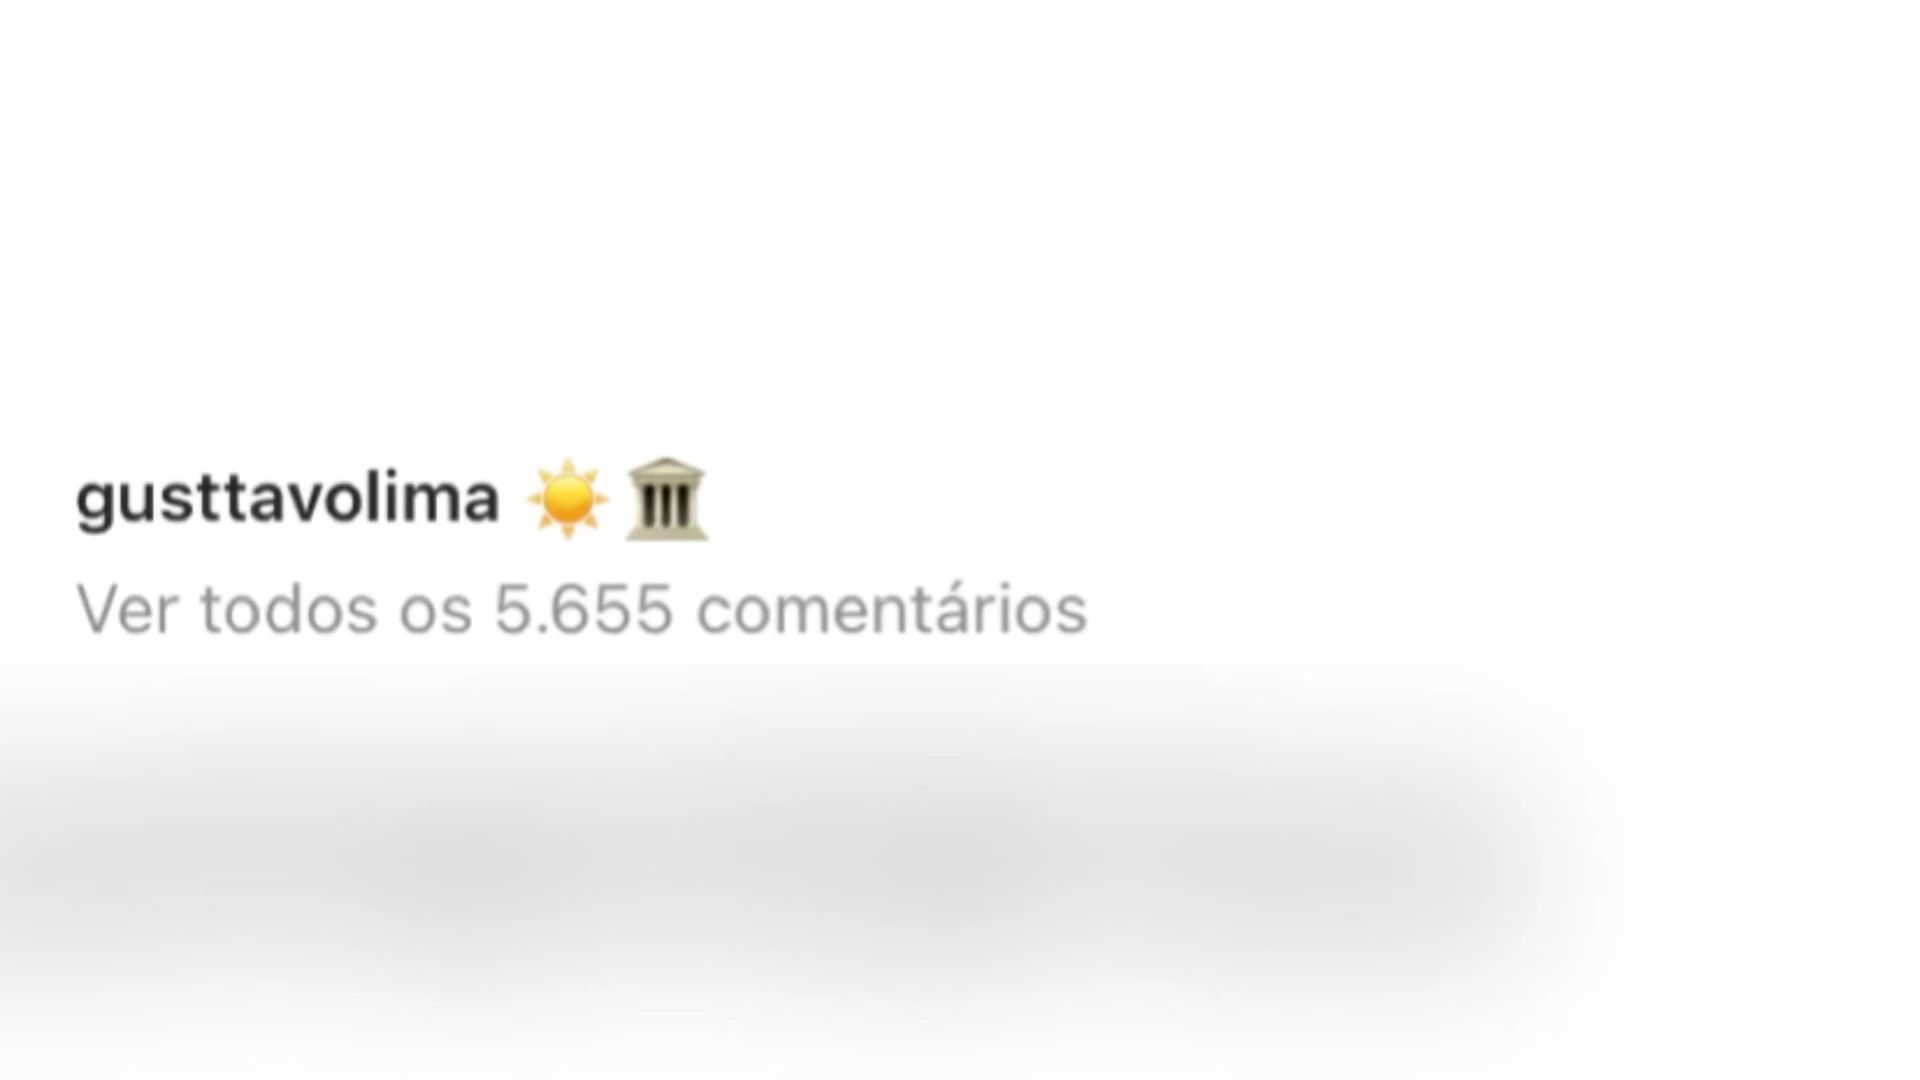 gusttavolima ☀️🏛️
Ver todos os 5.655 comentários